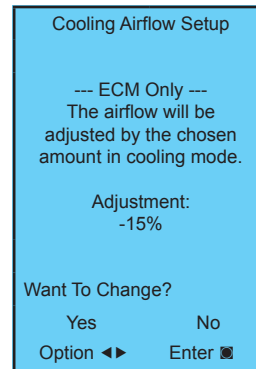 Cooling Airflow Setup
--- ECM Only ---
The airflow will be
adjusted by the chosen
amount in cooling mode.
Adjustment:
-15%
Want To Change?
Yes No
Option ◄► Enter ◙